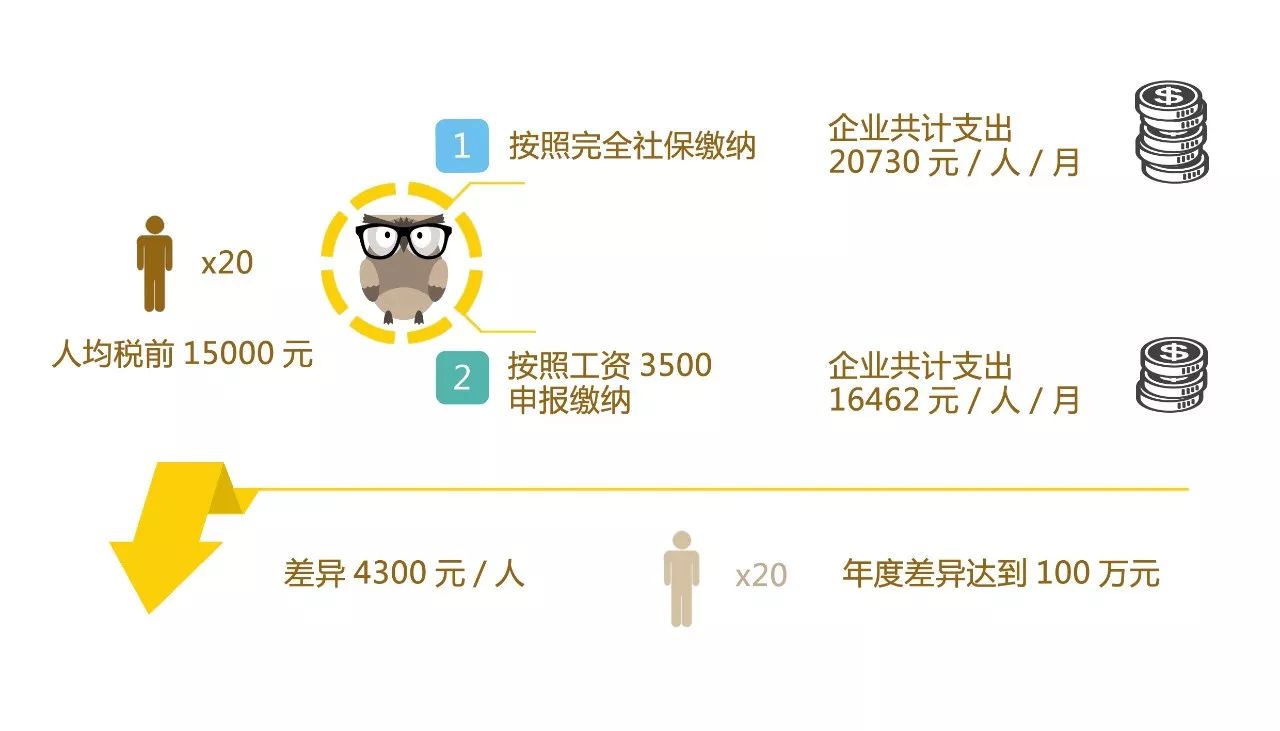 1
按照完全社保缴纳
企业共计支出
20730 元 / 人 / 月
x20
人均税前 15000 元
2
按照工资 3500
申报缴纳
企业共计支出
16462 元 / 人 / 月
差异 4300 元 / 人
x20
年度差异达到 100 万元